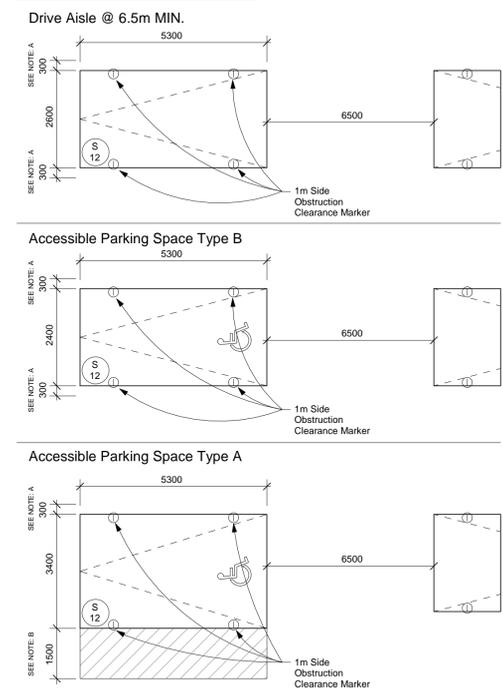 Drive Aisle @ 6.5m MIN.
5300
SEE NOTE: A
300
2600
6500
S
12
SEE NOTE: A
300
1m Side
Obstruction
Clearance Marker
Accessible Parking Space Type B
5300
SEE NOTE: A
300
2400
6500
S
12
SEE NOTE: A
300
1m Side
Obstruction
Clearance Marker
Accessible Parking Space Type A
5300
SEE NOTE: A
300
3400
6500
S
12
SEE NOTE: B
1500
1m Side
Obstruction
Clearance Marker